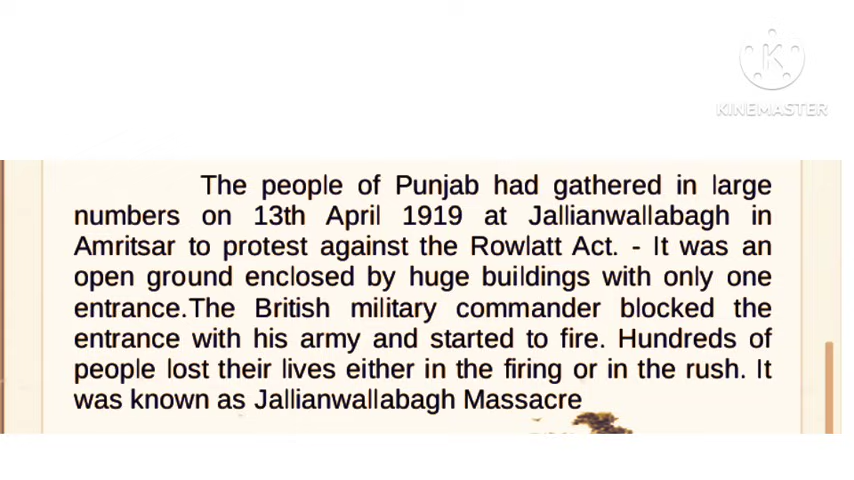 KINEMASTER
The people of Punjab had gathered in large
numbers on 13th April 1919 at Jallianwallabagh in
Amritsar to protest against the Rowlatt Act. - It was an
open ground enclosed by huge buildings with only one
entrance.The British military commander blocked the
entrance with his army and started to fire. Hundreds of
people lost their lives either in the firing or in the rush. It
was known as Jallianwallabagh Massacre